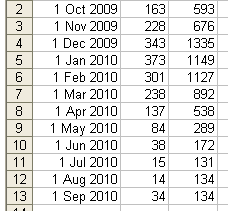 2 1 Oct 2009 163 593
3 1 Nov 2009 228 676
4 1 Dec 2009 343 1335
5 1 Jan 2010 373 1149
6 1 Feb 2010 301 1127
7 1 Mar 2010 238 892
8 1 Apr 2010 137 538
9 1 May 2010 84 289
10 1 Jun 2010 38 172
11 1 Jul 2010 15 131
12 1 Aug 2010 14 134
13 1 Sep 2010 34 134